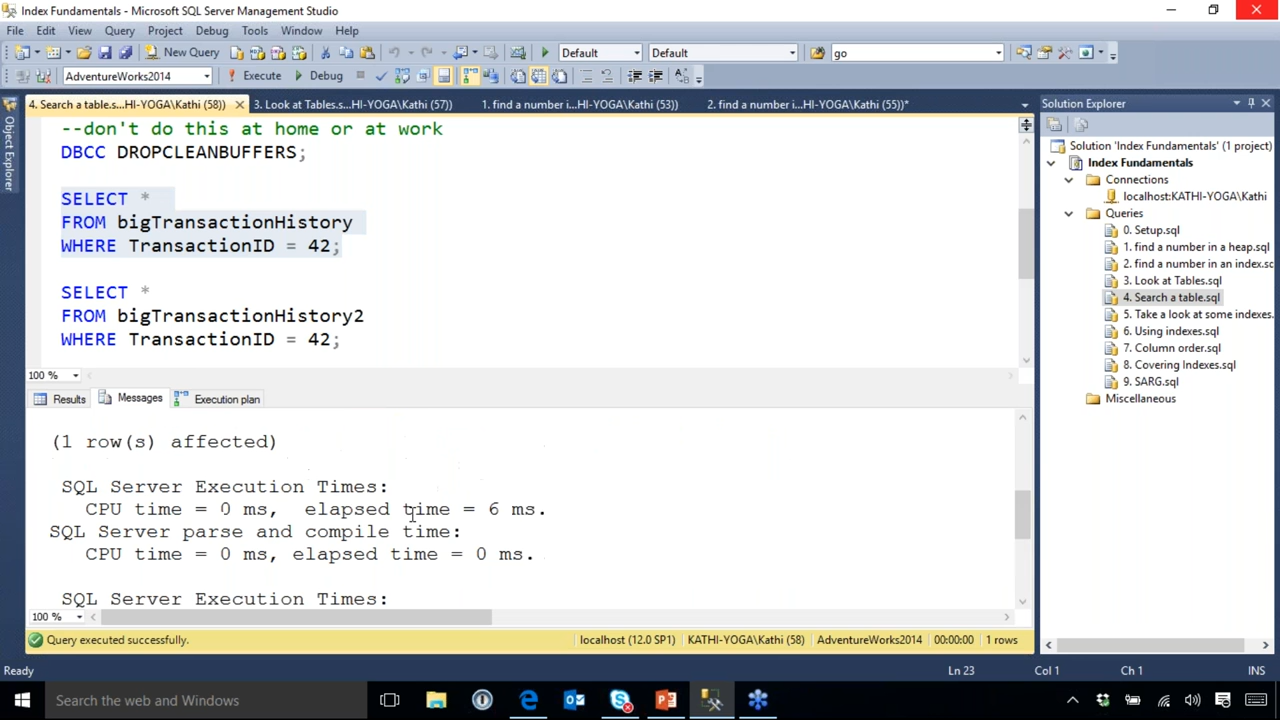 Index Fundamentals - Microsoft SQL Server Management Studio
File Edit View Query Project Debug Tools Window Help
New Query Default Default go
AdventureWorks2014 Execute Debug
4. Search a table.s...HI-YOGA\Kathi (58)) 3. Look at Tables.s...HI-YOGA\Kathi (57)) 1. find a number i...HI-YOGA\Kathi (53)) 2. find a number i...HI-YOGA\Kathi (55))*
Object Explorer
--don't do this at home or at work
DBCC DROPCLEANBUFFERS;
SELECT *
FROM bigTransactionHistory
WHERE TransactionID = 42;
SELECT *
FROM bigTransactionHistory2
WHERE TransactionID = 42;
100 %
Results Messages Execution plan
(1 row(s) affected)
SQL Server Execution Times:
CPU time = 0 ms, elapsed time = 6 ms.
SQL Server parse and compile time:
CPU time = 0 ms, elapsed time = 0 ms.
SQL Server Execution Times:
100 %
Query executed successfully. localhost (12.0 SP1) KATHI-YOGA\Kathi (58) AdventureWorks2014 00:00:00 1 rows
Solution Explorer
Solution 'Index Fundamentals' (1 project)
Index Fundamentals
Connections
localhost:KATHI-YOGA\Kathi
Queries
0. Setup.sql
1. find a number in a heap.sql
2. find a number in an index.sq
3. Look at Tables.sql
4. Search a table.sql
5. Take a look at some indexes.
6. Using indexes.sql
7. Column order.sql
8. Covering Indexes.sql
9. SARG.sql
Miscellaneous
Ready Ln 23 Col 1 Ch 1 INS
Search the web and Windows